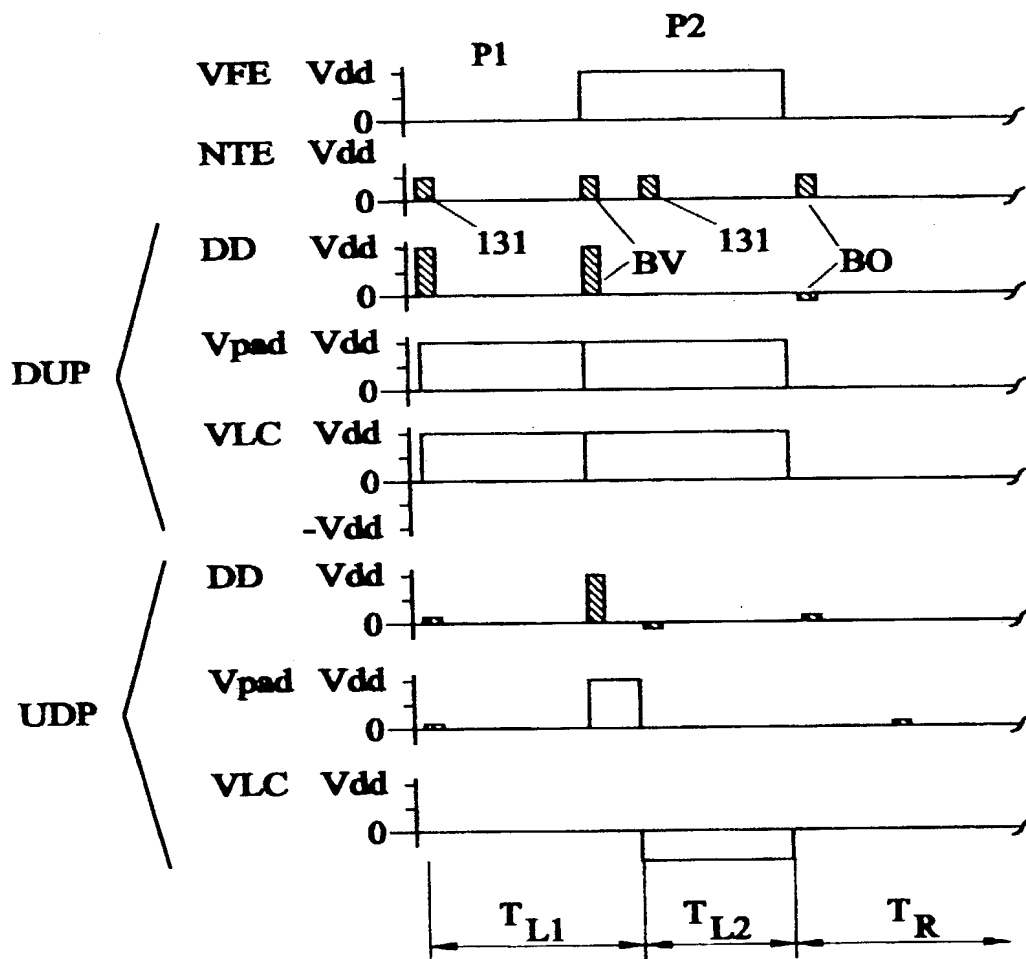 P1 P2
VFE Vdd
0
NTE Vdd
0
131 BV 131 BO
DUP
DD Vdd
0
Vpad Vdd
0
VLC Vdd
0
-Vdd
UDP
DD Vdd
0
Vpad Vdd
0
VLC Vdd
0
TL1 TL2 TR